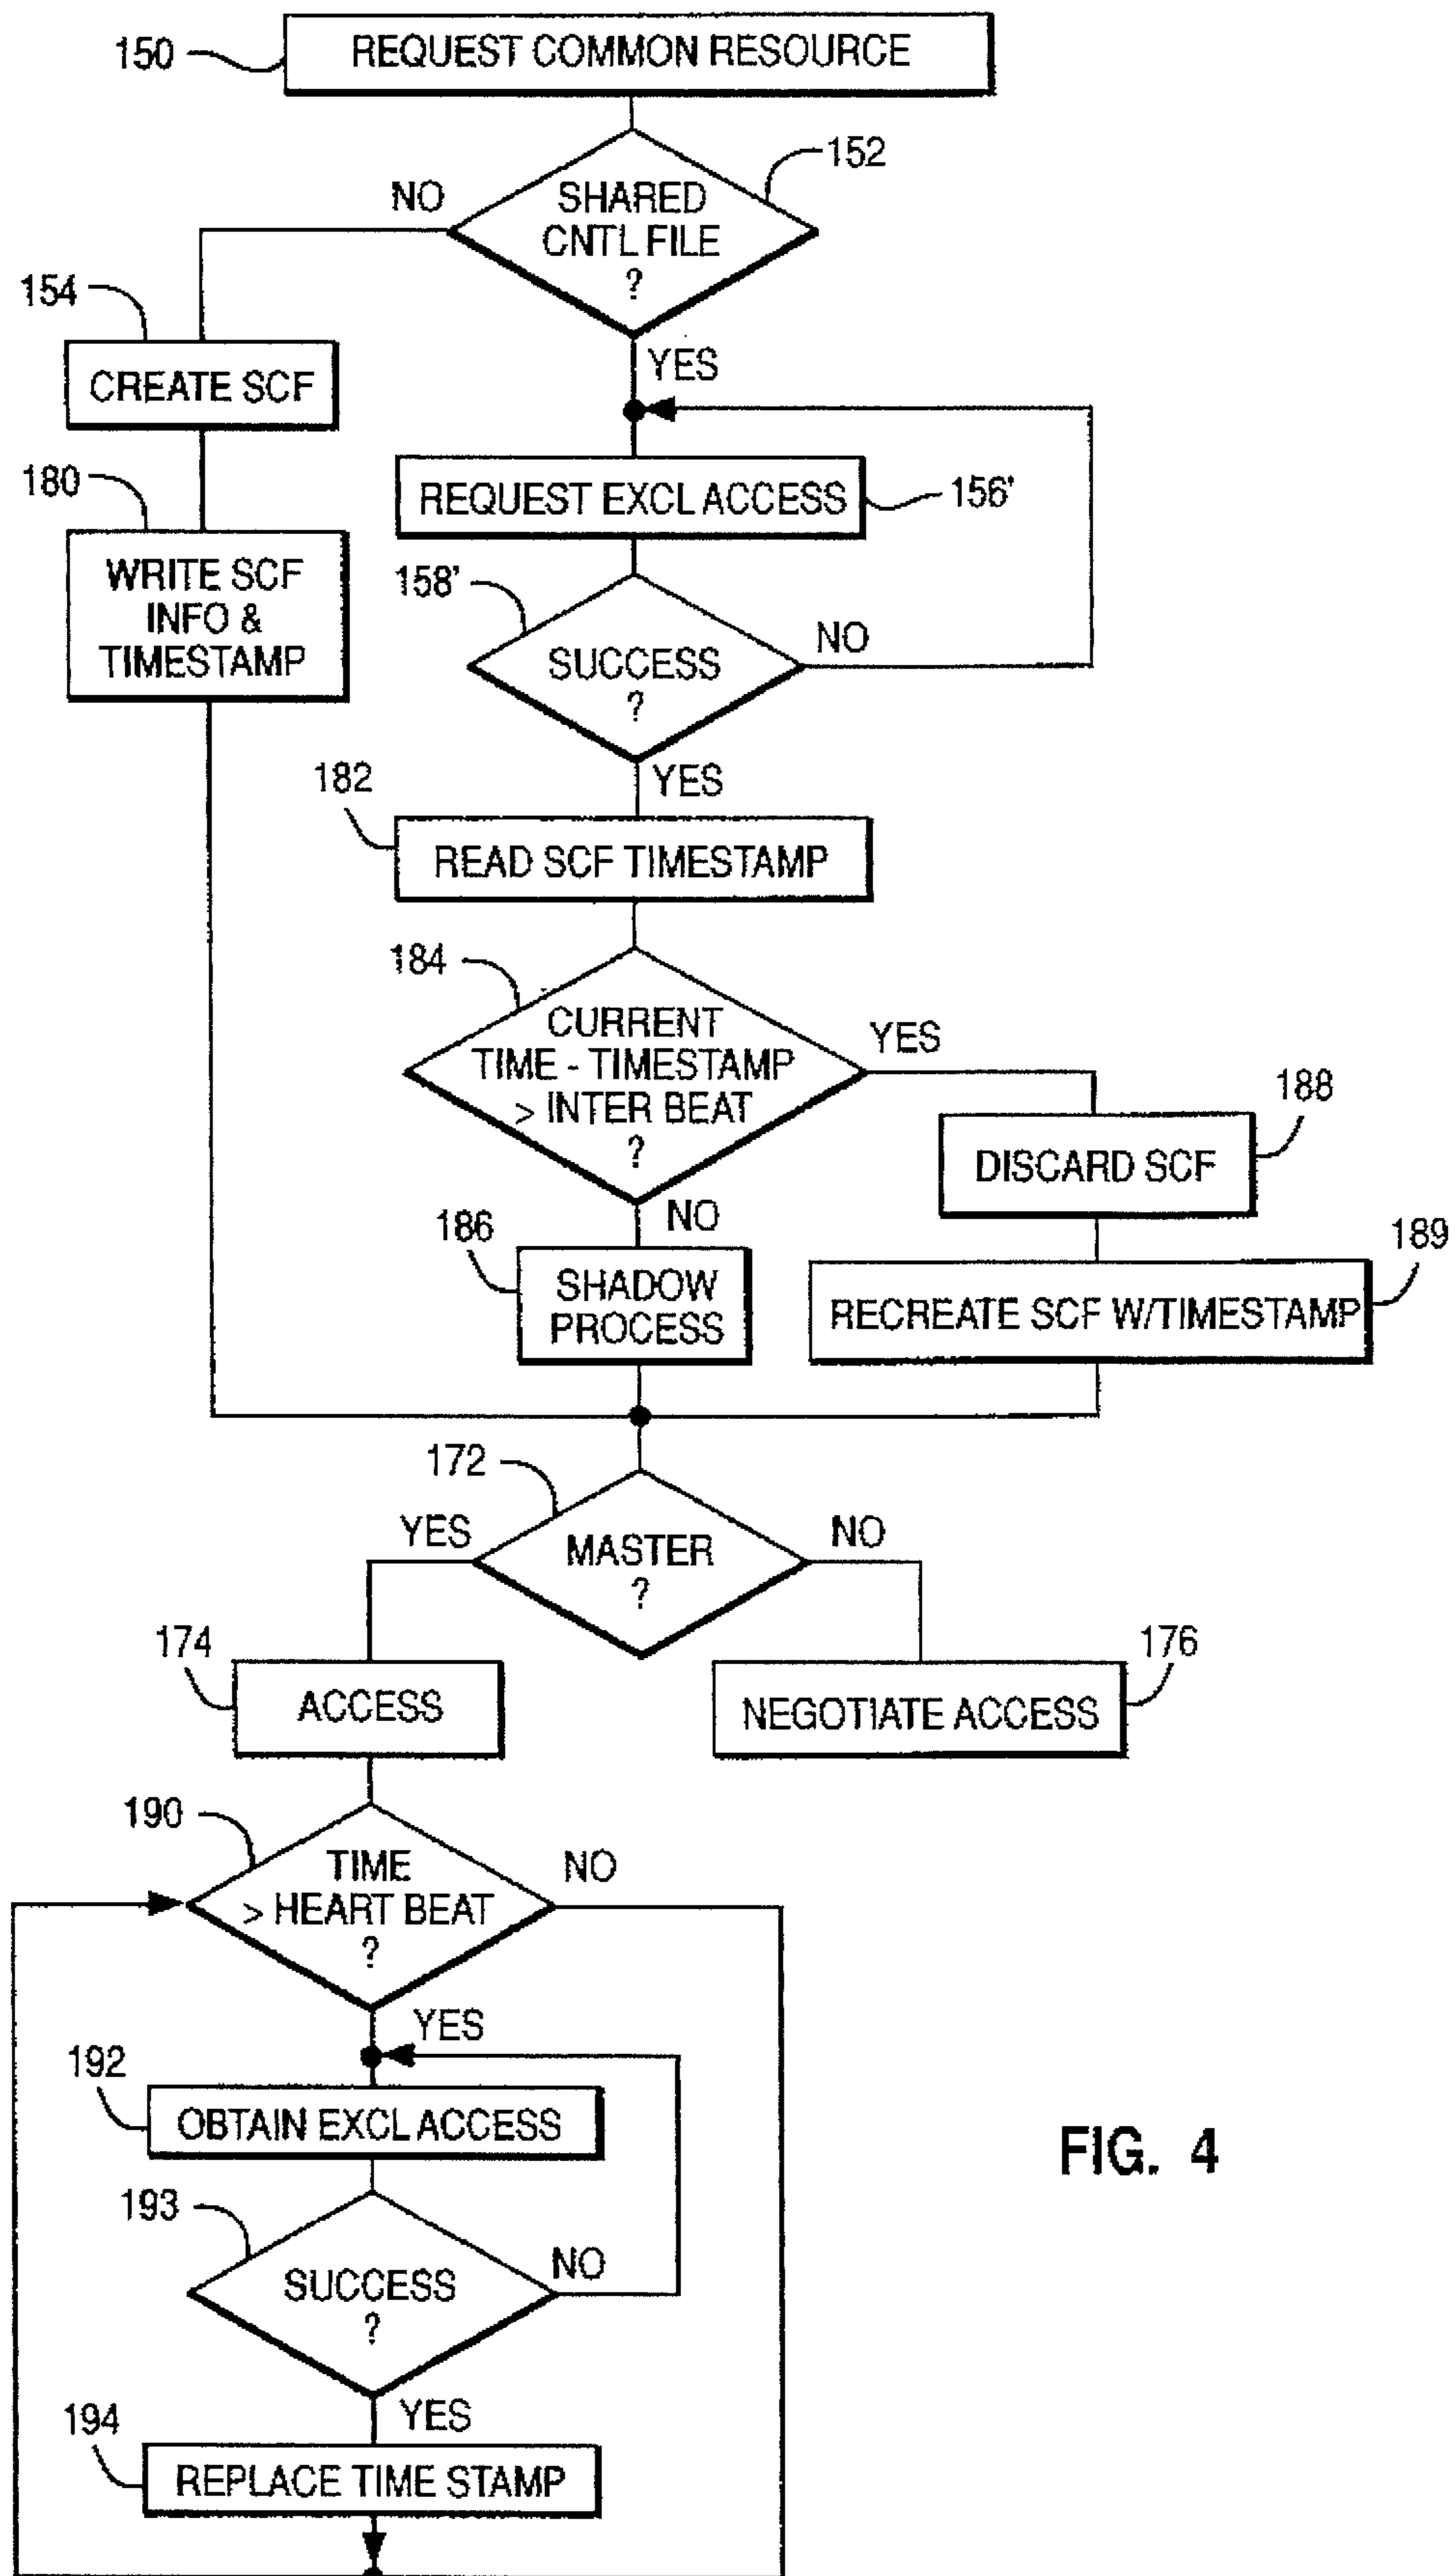 150
REQUEST COMMON RESOURCE
152
NO
SHARED
CNTL FILE
?
154
YES
CREATE SCF
180
REQUEST EXCL ACCESS
156'
WRITE SCF
INFO &
TIMESTAMP
158'
NO
SUCCESS
?
182
YES
READ SCF TIMESTAMP
184
CURRENT
TIME - TIMESTAMP
> INTER BEAT
?
YES
188
DISCARD SCF
NO
186
189
SHADOW
PROCESS
RECREATE SCF W/TIMESTAMP
172
YES
NO
MASTER
?
174
176
ACCESS
NEGOTIATE ACCESS
190
TIME
> HEART BEAT
?
NO
YES
192
OBTAIN EXCL ACCESS
FIG. 4
193
NO
SUCCESS
?
YES
194
REPLACE TIME STAMP